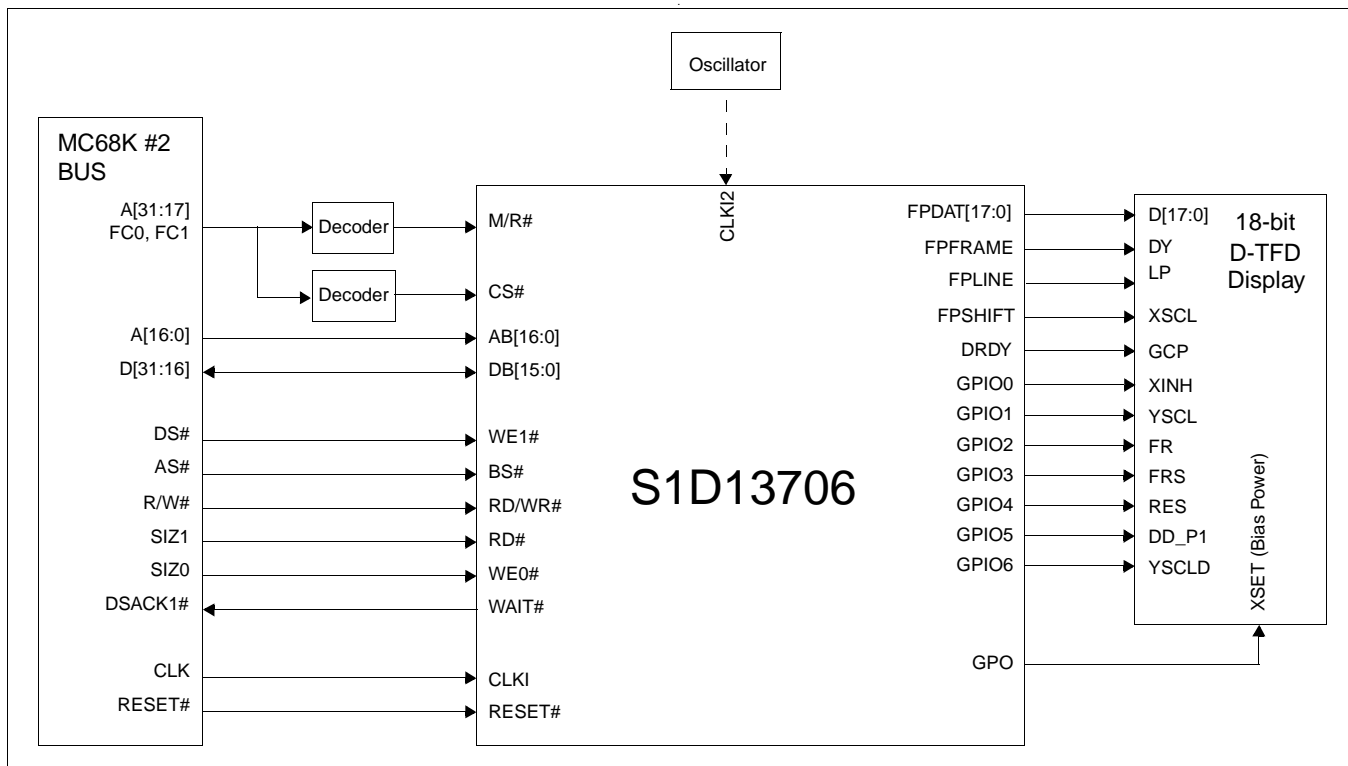 Oscillator
MC68K #2
BUS
A[31:17]
FC0, FC1
A[16:0]
D[31:16]
DS#
AS#
R/W#
SIZ1
SIZ0
DSACK1#
CLK
RESET#
Decoder
Decoder
CLKI2
M/R#
CS#
AB[16:0]
DB[15:0]
WE1#
BS#
RD/WR#
RD#
WE0#
WAIT#
CLKI
RESET#
S1D13706
FPDAT[17:0]
FPFRAME
FPLINE
FPSHIFT
DRDY
GPIO0
GPIO1
GPIO2
GPIO3
GPIO4
GPIO5
GPIO6
GPO
D[17:0]
DY
LP
XSCL
GCP
XINH
YSCL
FR
FRS
RES
DD_P1
YSCLD
18-bit
D-TFD
Display
XSET (Bias Power)